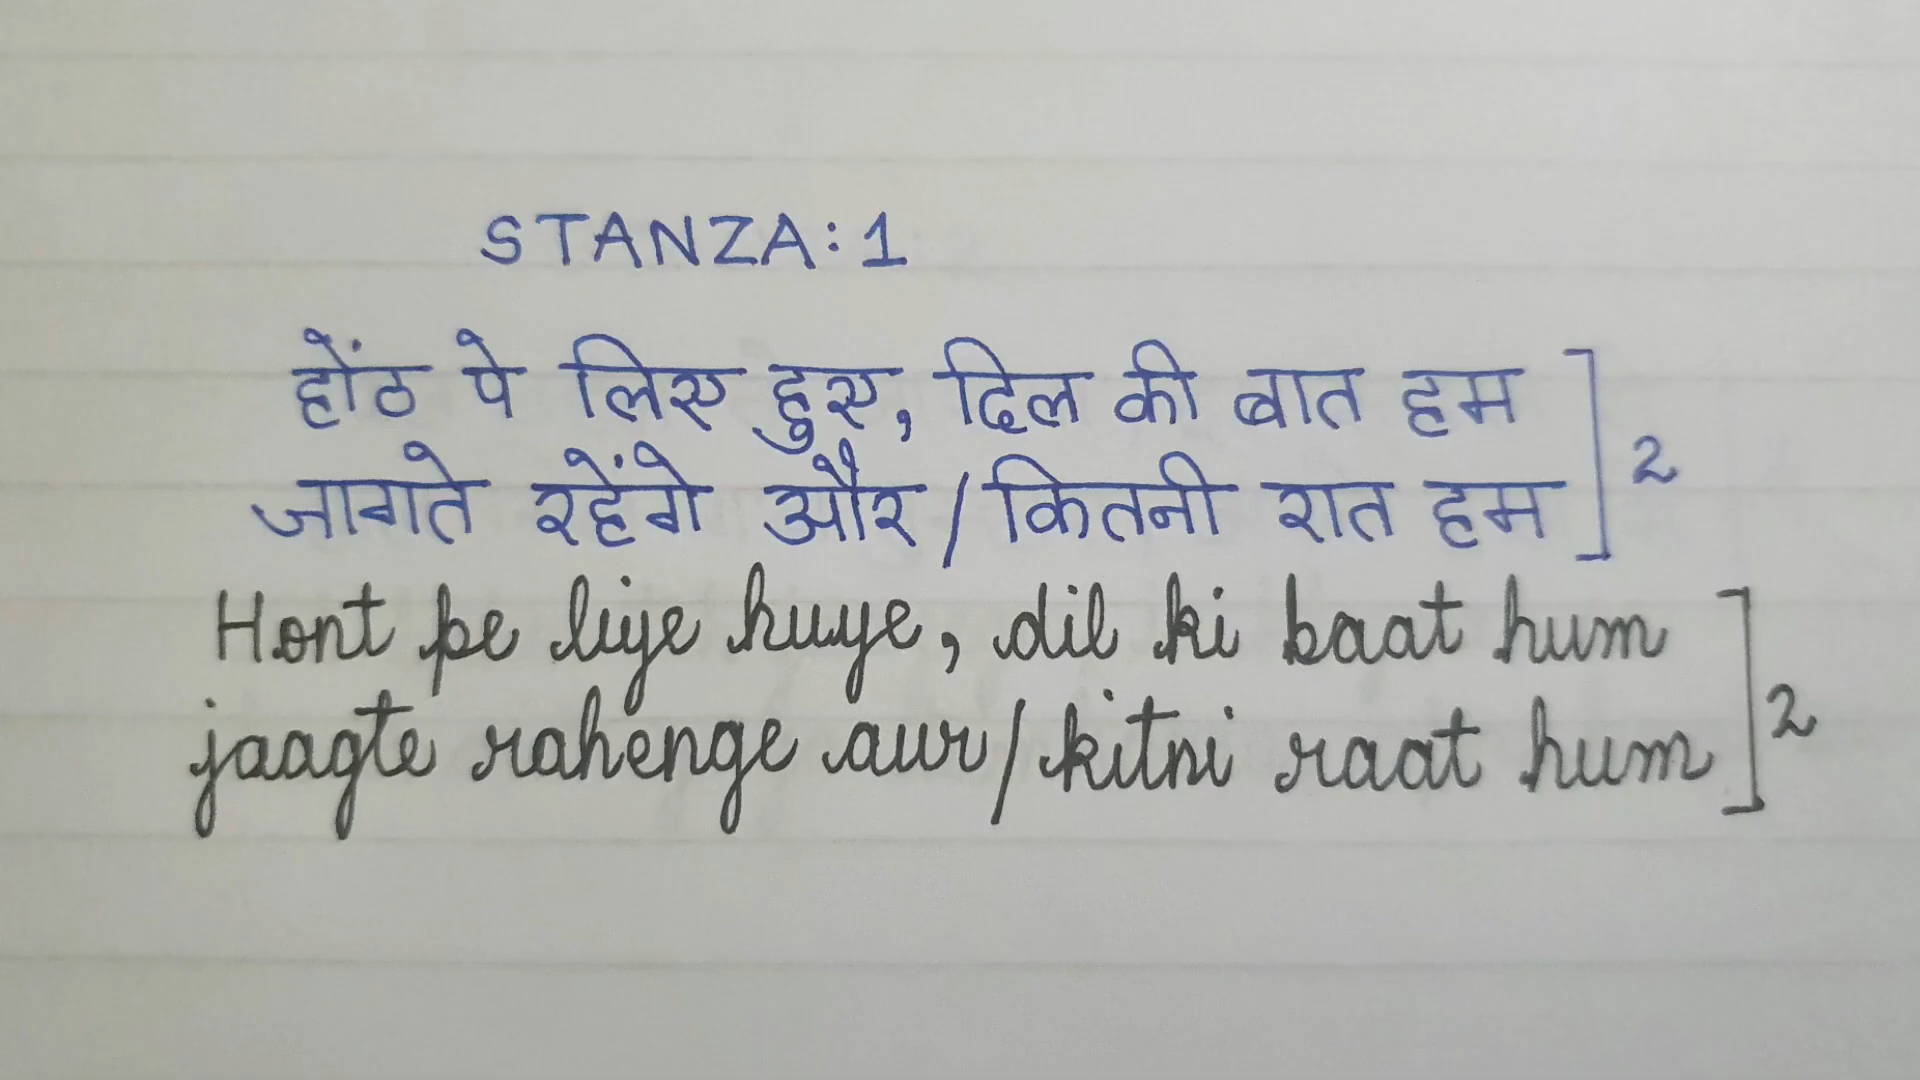 STANZA:1
होंठ पे लिए हुए, दिल की बात हम
जागते रहेंगे और / कितनी रात हम ] 2
Hont pe liye huye, dil ki baat hum
jaagte rahenge aur / kitni raat hum ] 2